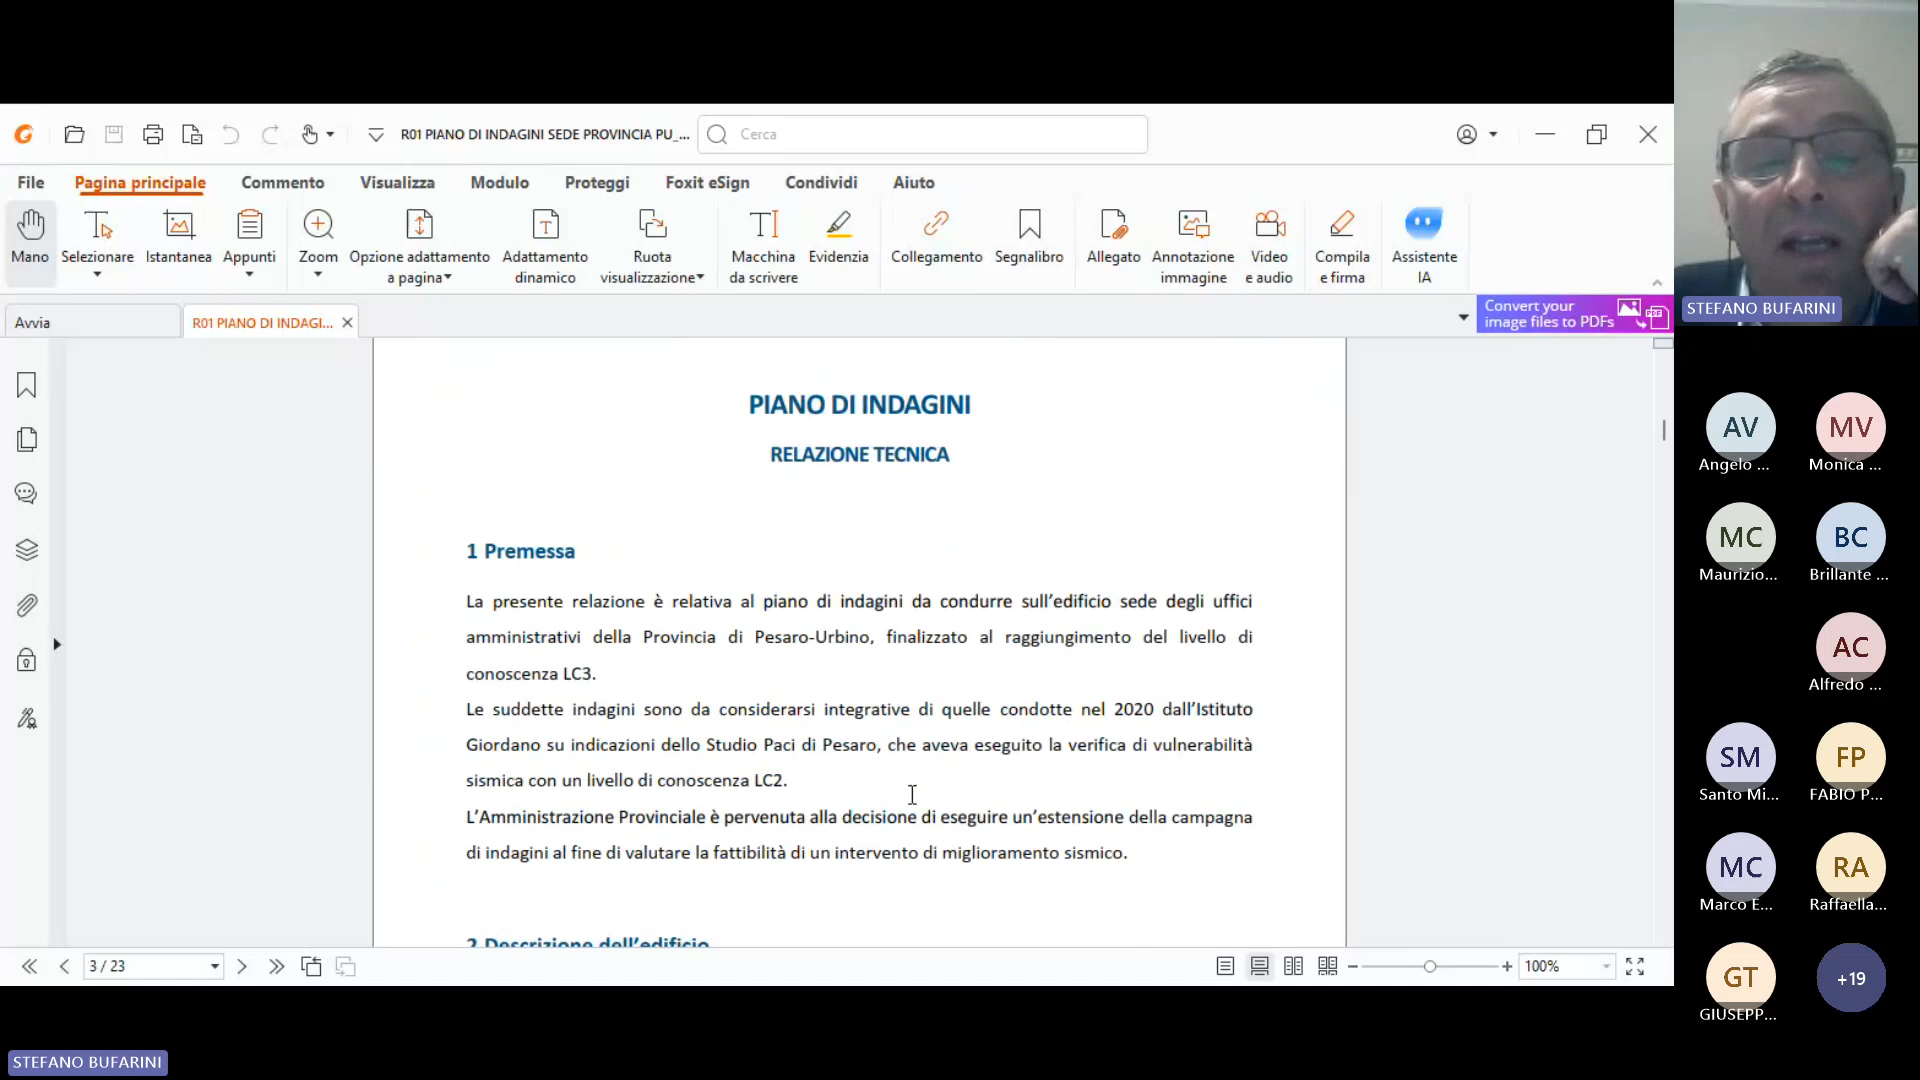 R01 PIANO DI INDAGINI SEDE PROVINCIA PU_...
Cerca
File
Pagina principale
Commento
Visualizza
Modulo
Proteggi
Foxit eSign
Condividi
Aiuto
Mano
Selezionare
Istantanea
Appunti
Zoom
Opzione adattamento
a pagina
Adattamento
dinamico
Ruota
visualizzazione
Macchina
da scrivere
Evidenzia
Collegamento
Segnalibro
Allegato
Annotazione
immagine
Video
e audio
Compila
e firma
Assistente
IA
Avvia
R01 PIANO DI INDAGI...
Convert your
image files to PDFs
PIANO DI INDAGINI
RELAZIONE TECNICA
1 Premessa
La presente relazione è relativa al piano di indagini da condurre sull’edificio sede degli uffici
amministrativi della Provincia di Pesaro-Urbino, finalizzato al raggiungimento del livello di
conoscenza LC3.
Le suddette indagini sono da considerarsi integrative di quelle condotte nel 2020 dall’Istituto
Giordano su indicazioni dello Studio Paci di Pesaro, che aveva eseguito la verifica di vulnerabilità
sismica con un livello di conoscenza LC2.
L’Amministrazione Provinciale è pervenuta alla decisione di eseguire un’estensione della campagna
di indagini al fine di valutare la fattibilità di un intervento di miglioramento sismico.
2 Descrizione dell’edificio
3 / 23
100%
STEFANO BUFARINI
AV
Angelo ...
MV
Monica ...
MC
Maurizio...
BC
Brillante ...
AC
Alfredo ...
SM
Santo Mi...
FP
FABIO P...
MC
Marco E...
RA
Raffaella...
GT
GIUSEPP...
+19
STEFANO BUFARINI